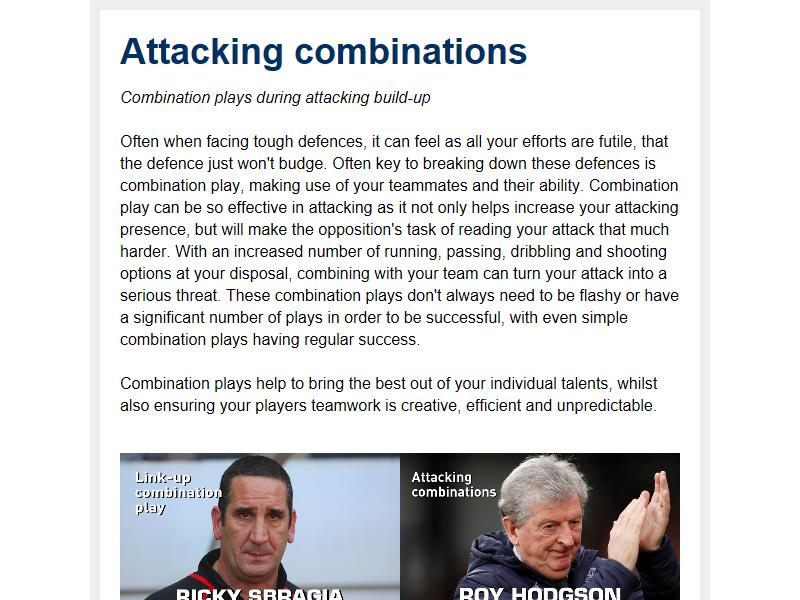 Attacking combinations
Combination plays during attacking build-up
Often when facing tough defences, it can feel as all your efforts are futile, that
the defence just won't budge. Often key to breaking down these defences is
combination play, making use of your teammates and their ability. Combination
play can be so effective in attacking as it not only helps increase your attacking
presence, but will make the opposition's task of reading your attack that much
harder. With an increased number of running, passing, dribbling and shooting
options at your disposal, combining with your team can turn your attack into a
serious threat. These combination plays don't always need to be flashy or have
a significant number of plays in order to be successful, with even simple
combination plays having regular success.
Combination plays help to bring the best out of your individual talents, whilst
also ensuring your players teamwork is creative, efficient and unpredictable.
Link-up
combination
play
RICKY SBRAGIA
Attacking
combinations
ROY HODGSON